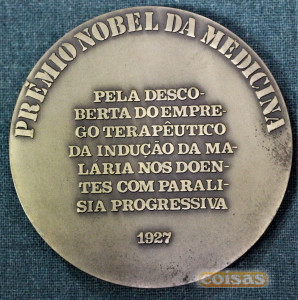 PRÉMIO NOBEL DA MEDICINA
PELA DESCO-
BERTA DO EMPRE-
GO TERAPÊUTICO
DA INDUÇÃO DA MA-
LARIA NOS DOEN-
TES COM PARALI-
SIA PROGRESSIVA
1927
coisas